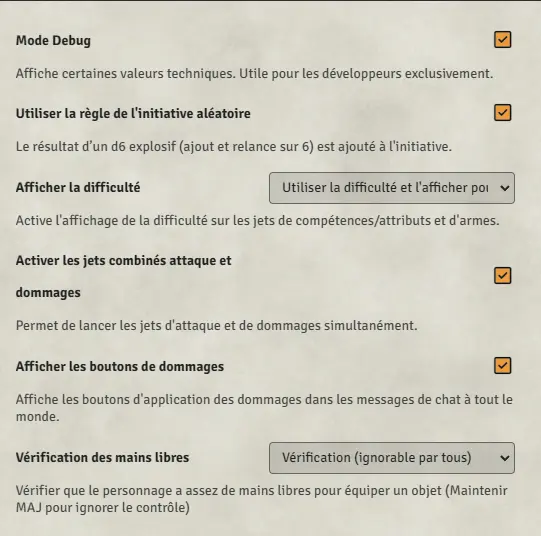 Mode Debug
Affiche certaines valeurs techniques. Utile pour les développeurs exclusivement.
Utiliser la règle de l'initiative aléatoire
Le résultat d’un d6 explosif (ajout et relance sur 6) est ajouté à l'initiative.
Afficher la difficulté
Utiliser la difficulté et l'afficher pou
Active l'affichage de la difficulté sur les jets de compétences/attributs et d'armes.
Activer les jets combinés attaque et
dommages
Permet de lancer les jets d'attaque et de dommages simultanément.
Afficher les boutons de dommages
Affiche les boutons d'application des dommages dans les messages de chat à tout le
monde.
Vérification des mains libres
Vérification (ignorable par tous)
Vérifier que le personnage a assez de mains libres pour équiper un objet (Maintenir
MAJ pour ignorer le contrôle)